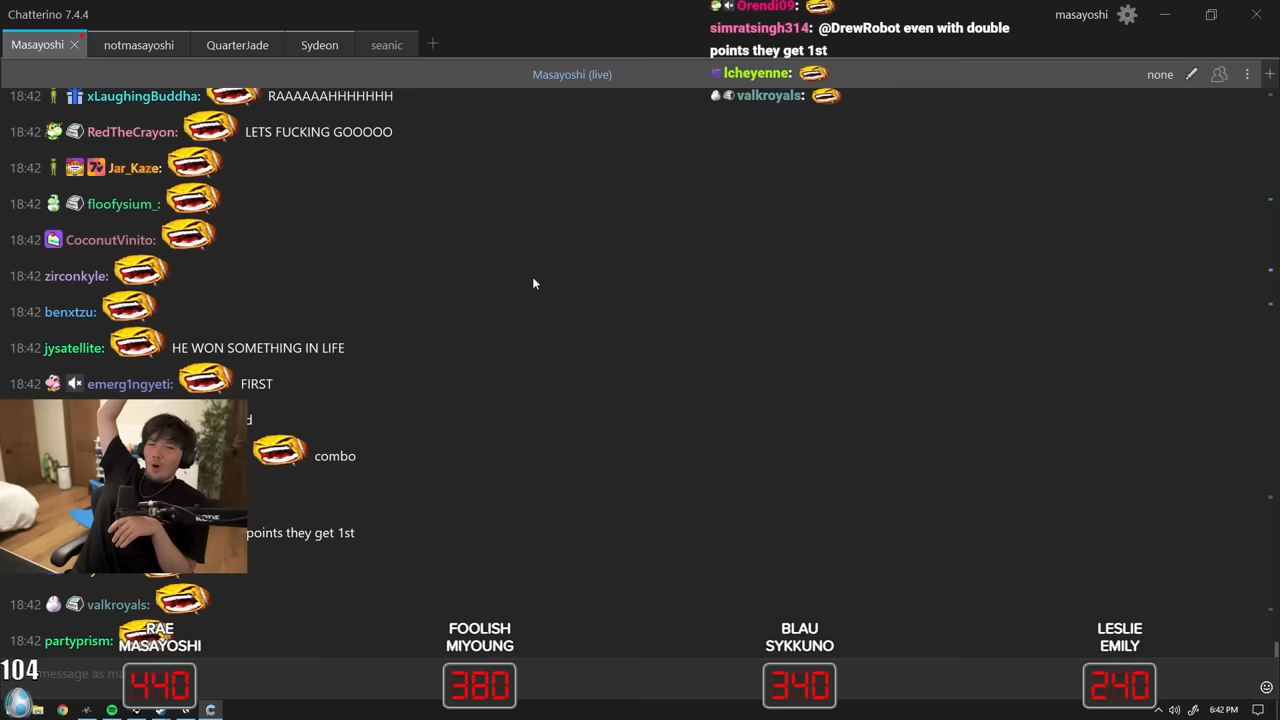 Chatterino 7.4.4
Orendi09:
masayoshi
Masayoshi
notmasayoshi
QuarterJade
Sydeon
seanic
simratsingh314: @DrewRobot even with double
points they get 1st
Masayoshi (live)
lcheyenne:
none
valkroyals:
18:42 xLaughingBuddha: RAAAAAAHHHHHHH
18:42 RedTheCrayon: LETS FUCKING GOOOOO
18:42 Jar_Kaze:
18:42 floofysium_:
18:42 CoconutVinito:
18:42 zirconkyle:
18:42 benxtzu:
18:42 jysatellite: HE WON SOMETHING IN LIFE
18:42 emerg1ngyeti: FIRST
d
combo
points they get 1st
18:42 valkroyals:
18:42 partyprism:
RAE
MASAYOSHI
440
FOOLISH
MIYOUNG
380
BLAU
SYKKUNO
340
LESLIE
EMILY
240
104
message as ma
6:42 PM